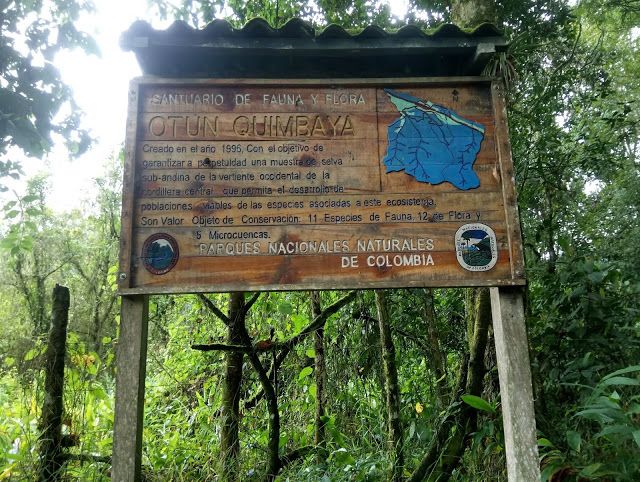 SANTUARIO DE FAUNA Y FLORA
OTUN QUIMBAYA
Creado en el año 1996, Con el objetivo de
garantizar a perpetuidad una muestra de selva
sub-andina de la vertiente occidental de la
cordillera central que permita el desarrollo de
poblaciones viables de las especies asociadas a este ecosistema.
Son Valor Objeto de Conservación: 11 Especies de Fauna, 12 de Flora y
5 Microcuencas.
PARQUES NACIONALES NATURALES
DE COLOMBIA